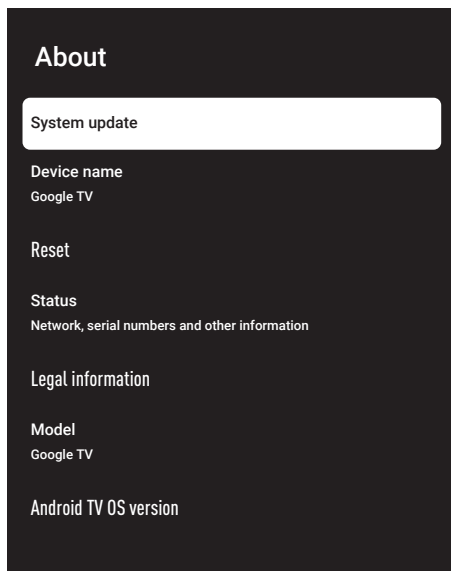 About
System update
Device name
Google TV
Reset
Status
Network, serial numbers and other information
Legal information
Model
Google TV
Android TV OS version